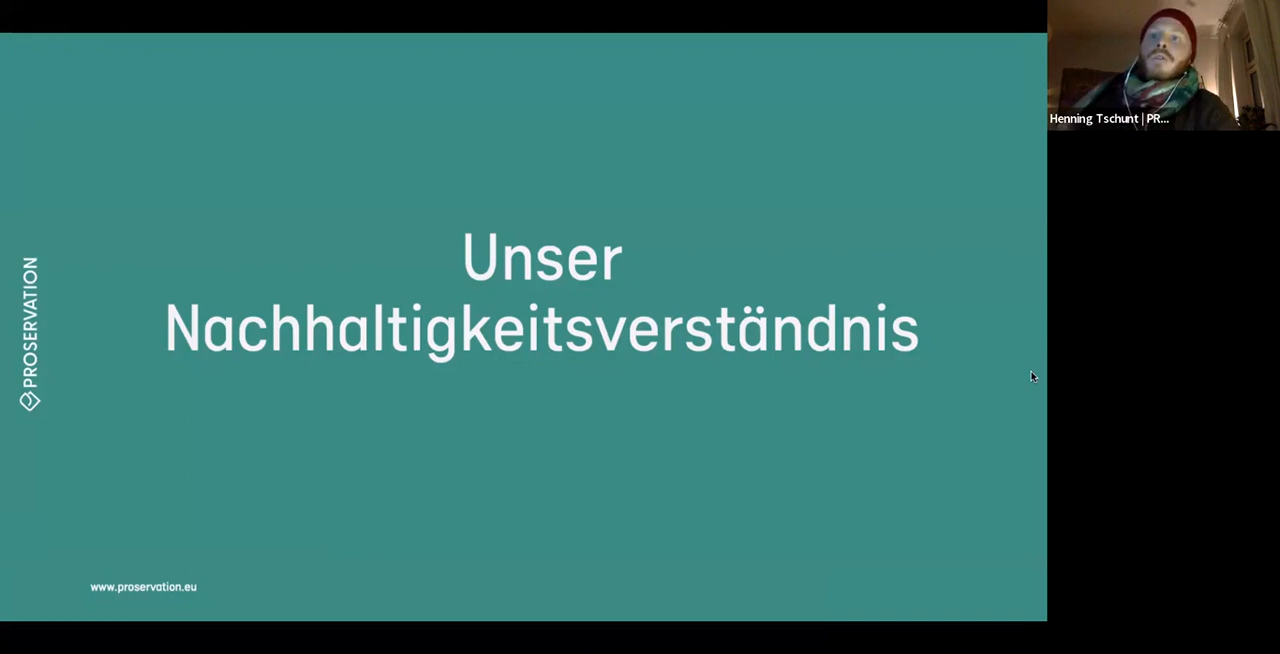 Unser
Nachhaltigkeitsverständnis
PROSERVATION
www.proservation.eu
Henning Tschunt | PR...